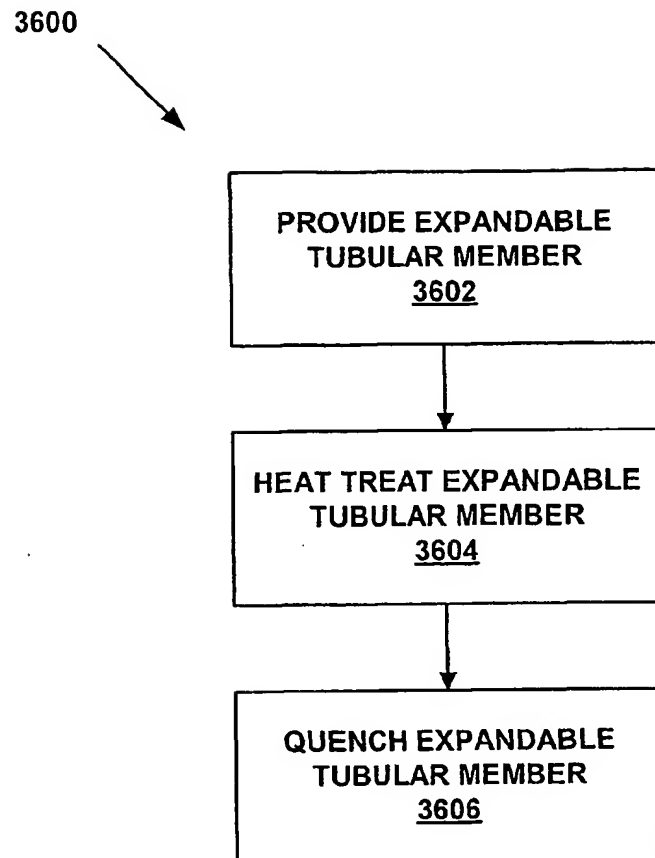 3600
PROVIDE EXPANDABLE
TUBULAR MEMBER
3602
HEAT TREAT EXPANDABLE
TUBULAR MEMBER
3604
QUENCH EXPANDABLE
TUBULAR MEMBER
3606